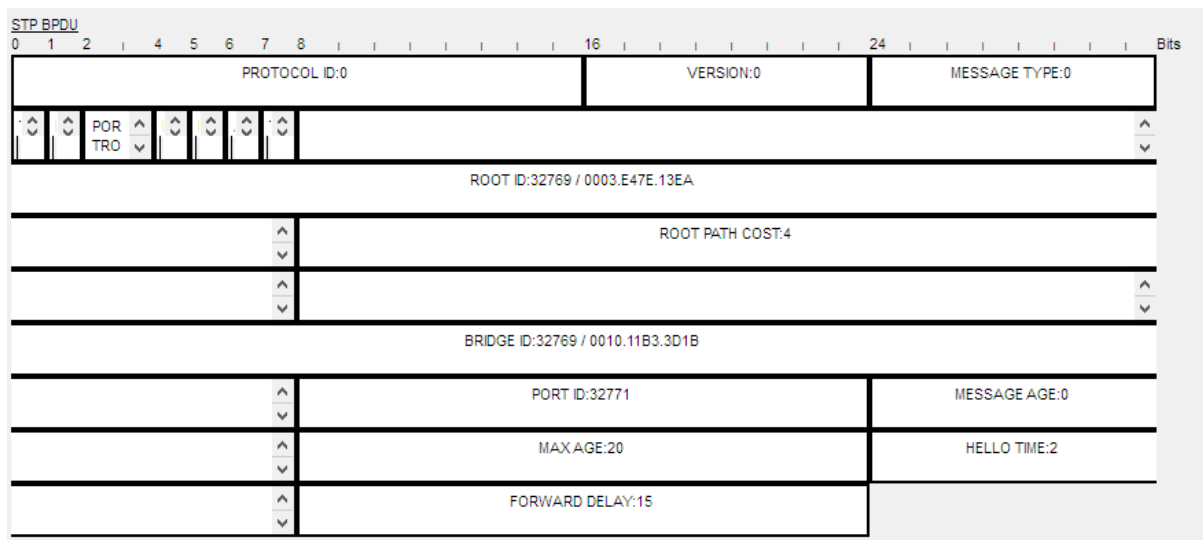 STP BPDU
0 1 2 4 5 6 7 8 16 24 Bits
PROTOCOL ID:0 VERSION:0 MESSAGE TYPE:0
POR
TRO
ROOT ID:32769 / 0003.E47E.13EA
ROOT PATH COST:4
BRIDGE ID:32769 / 0010.11B3.3D1B
PORT ID:32771 MESSAGE AGE:0
MAX AGE:20 HELLO TIME:2
FORWARD DELAY:15